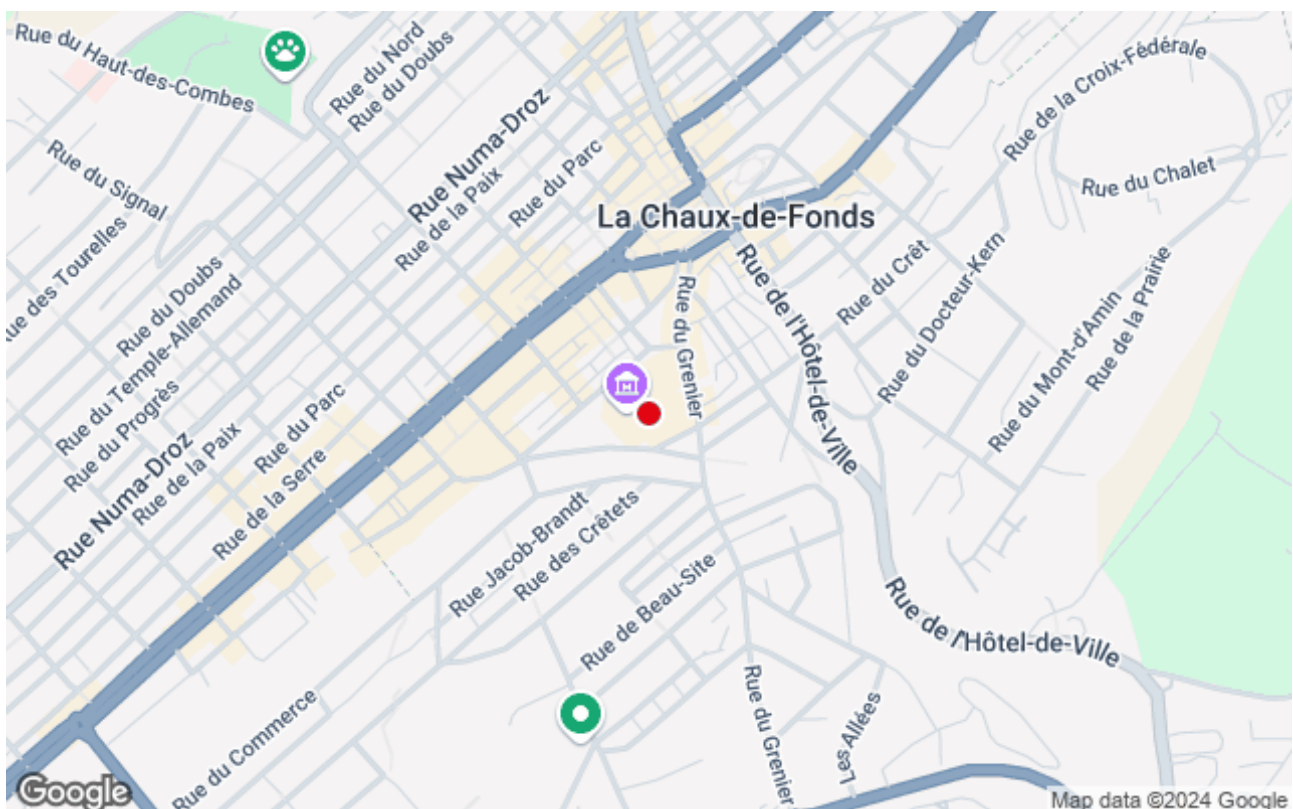 Rue du Haut-des-Combes
Rue du Nord
Rue du Doubs
Rue Numa-Droz
Rue de la Paix
Rue du Parc
Rue de la Croix-Fédérale
Rue du Chalet
Rue du Signal
La Chaux-de-Fonds
ue des Tourelles
Rue du Doubs
Rue du Temple-Allemand
Rue du Progrès
Rue Numa-Droz
Rue de la Paix
Rue du Parc
Rue de la Serre
Rue du Grenier
Rue de l'Hôtel-de-Ville
Rue du Crêt
Rue du Docteur-Kern
Rue du Mont-d'Amin
Rue de la Prairie
Rue Jacob-Brandt
Rue des Crêtets
Rue de Beau-Site
Rue de l'Hôtel-de-Ville
Rue du Commerce
Rue du Grenier
Les Allées
Google
Map data ©2024 Google